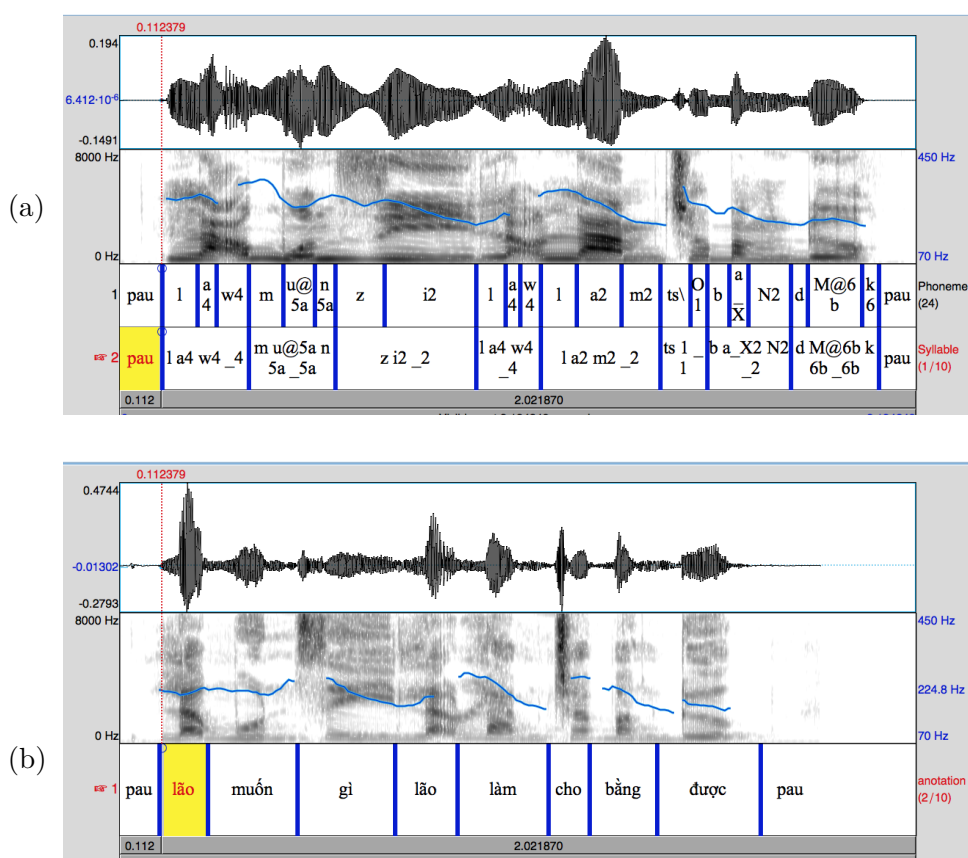 0.112379
0.194
6.412·10⁻⁶
-0.1491
8000 Hz
450 Hz
(a)
0 Hz
70 Hz
1 pau l a 4 w4 m u@ 5a n 5a z i2 l a 4 w 4 l a2 m2 ts\ O 1 b a _ X N2 d M@6 b k 6 pau Phoneme (24)
☞ 2 pau l a4 w4 _4 m u@5a n 5a _5a z i2 _2 l a4 w4 _4 l a2 m2 _2 ts 1 _ 1 b a_X2 N2 _2 d M@6b k 6b _6b pau Syllable (1/10)
0.112 2.021870
0.112379
0.4744
-0.01302
-0.2793
8000 Hz
450 Hz
224.8 Hz
(b)
0 Hz
70 Hz
☞ 1 pau lão muốn gì lão làm cho bằng được pau anotation (2/10)
0.112 2.021870